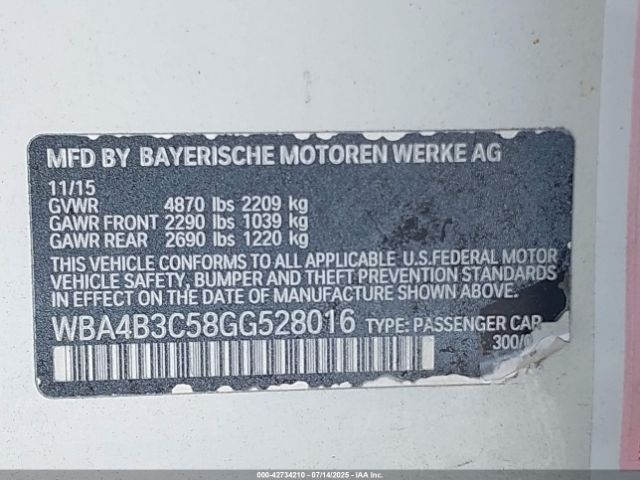 MFD BY BAYERISCHE MOTOREN WERKE AG
11/15
GVWR 4870 lbs 2209 kg
GAWR FRONT 2290 lbs 1039 kg
GAWR REAR 2690 lbs 1220 kg
THIS VEHICLE CONFORMS TO ALL APPLICABLE U.S.FEDERAL MOTOR
VEHICLE SAFETY, BUMPER AND THEFT PREVENTION STANDARDS
IN EFFECT ON THE DATE OF MANUFACTURE SHOWN ABOVE.
WBA4B3C58GG528016 TYPE: PASSENGER CAR
300/
000-42734210 - IAAI.com - 07/14/2025 -